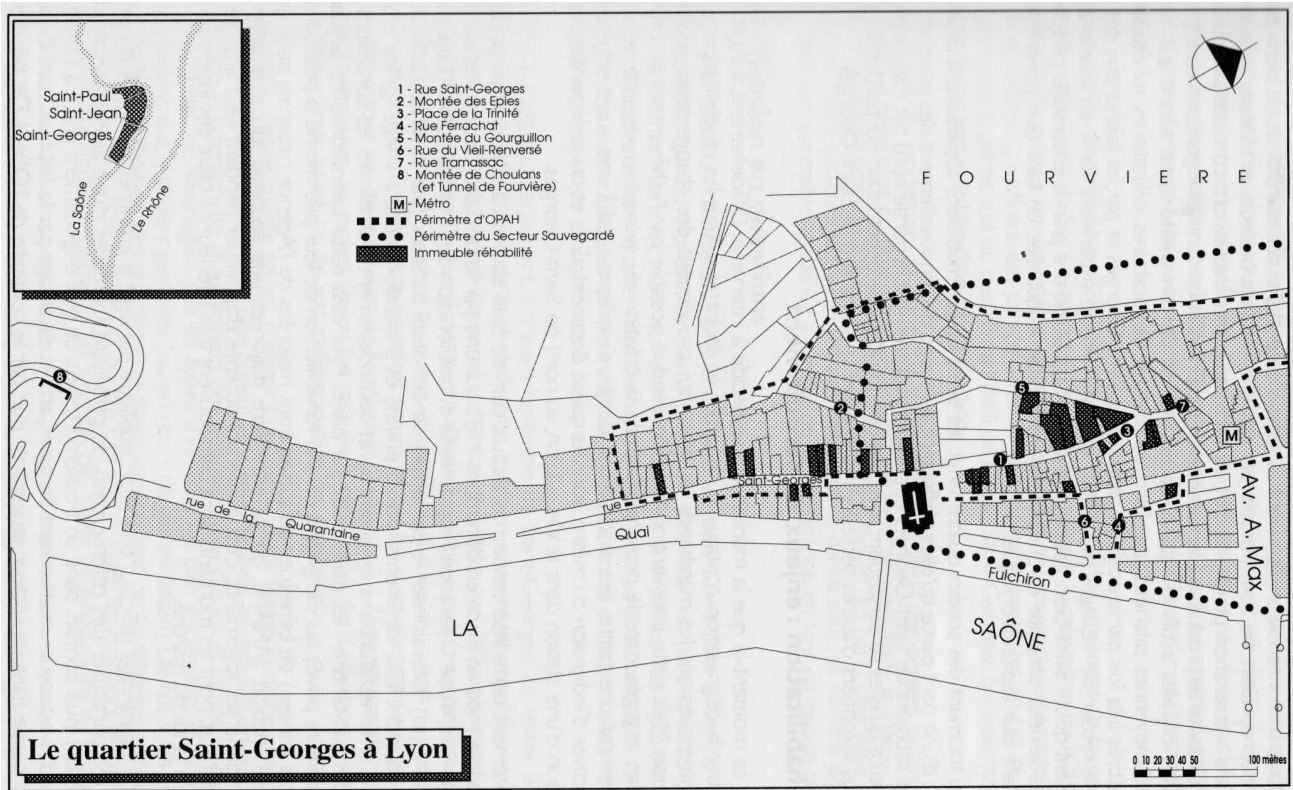 Saint-Paul
Saint-Jean
Saint-Georges
La Saône
Le Rhône
1 - Rue Saint-Georges
2 - Montée des Epies
3 - Place de la Trinité
4 - Rue Ferrachat
5 - Montée du Gourguillon
6 - Rue du Vieil-Renversé
7 - Rue Tramassac
8 - Montée de Choulans
(et Tunnel de Fourvière)
M - Métro
Périmètre d'OPAH
Périmètre du Secteur Sauvegardé
Immeuble réhabilité
FOURVIERE
8
2
5
7
3
1
M
6
4
rue de la Quarantaine
rue Saint-Georges
Quai Fulchiron
Av. A. Max
LA SAÔNE
Le quartier Saint-Georges à Lyon
0 10 20 30 40 50 100 mètres